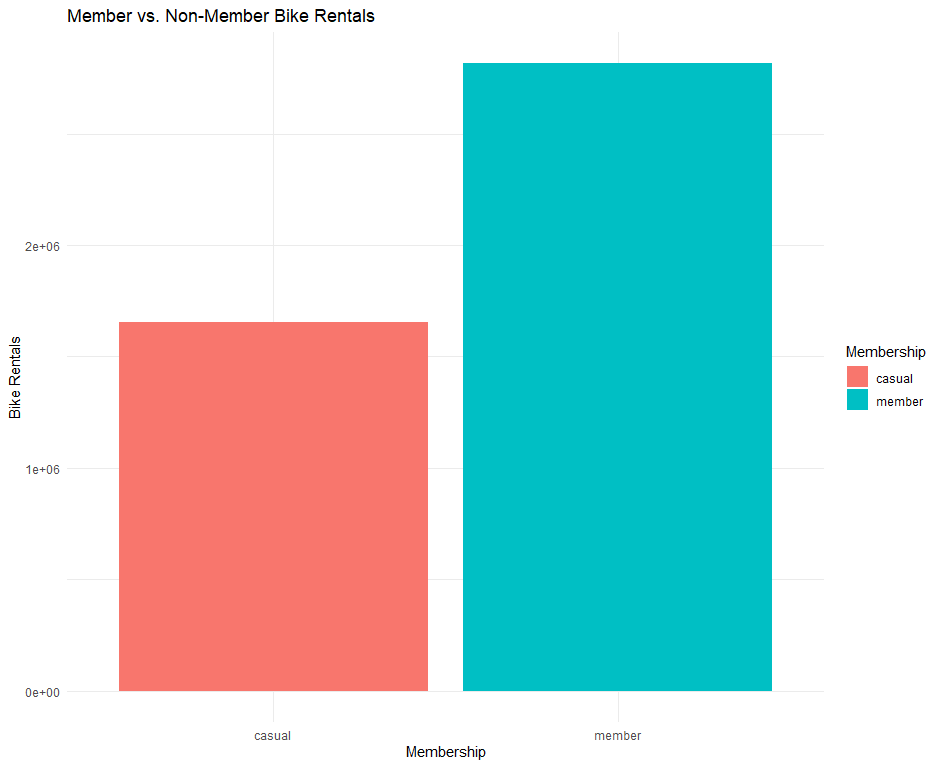 Member vs. Non-Member Bike Rentals
Bike Rentals
2e+06
1e+06
0e+00
casual
member
Membership
Membership
casual
member